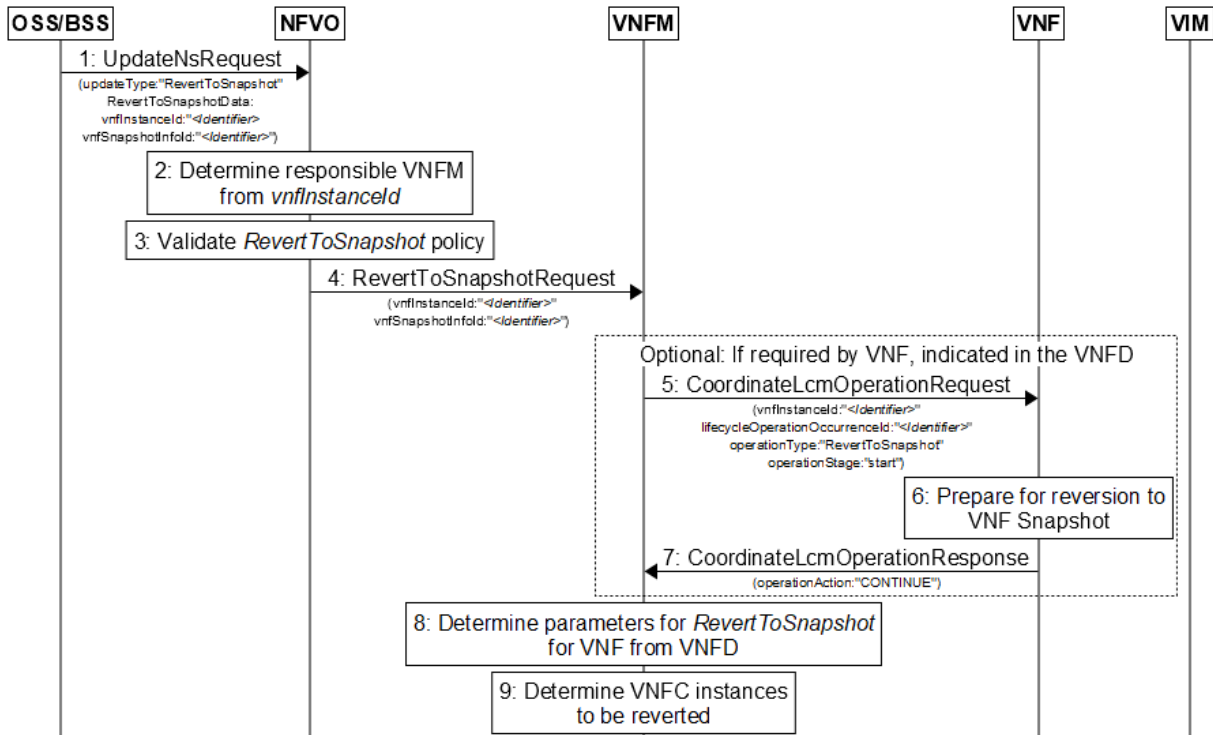 OSS/BSS NFVO VNFM VNF VIM
1: UpdateNsRequest
(updateType:"RevertToSnapshot"
RevertToSnapshotData:
vnfInstanceId:"<Identifier>
vnfSnapshotInfoId:"<Identifier>")
2: Determine responsible VNFM
from vnfInstanceId
3: Validate RevertToSnapshot policy
4: RevertToSnapshotRequest
(vnfInstanceId:"<Identifier>"
vnfSnapshotInfoId:"<Identifier>")
Optional: If required by VNF, indicated in the VNFD
5: CoordinateLcmOperationRequest
(vnfInstanceId:"<Identifier>"
lifecycleOperationOccurrenceId:"<Identifier>"
operationType:"RevertToSnapshot"
operationStage:"start")
6: Prepare for reversion to
VNF Snapshot
7: CoordinateLcmOperationResponse
(operationAction:"CONTINUE")
8: Determine parameters for RevertToSnapshot
for VNF from VNFD
9: Determine VNFC instances
to be reverted